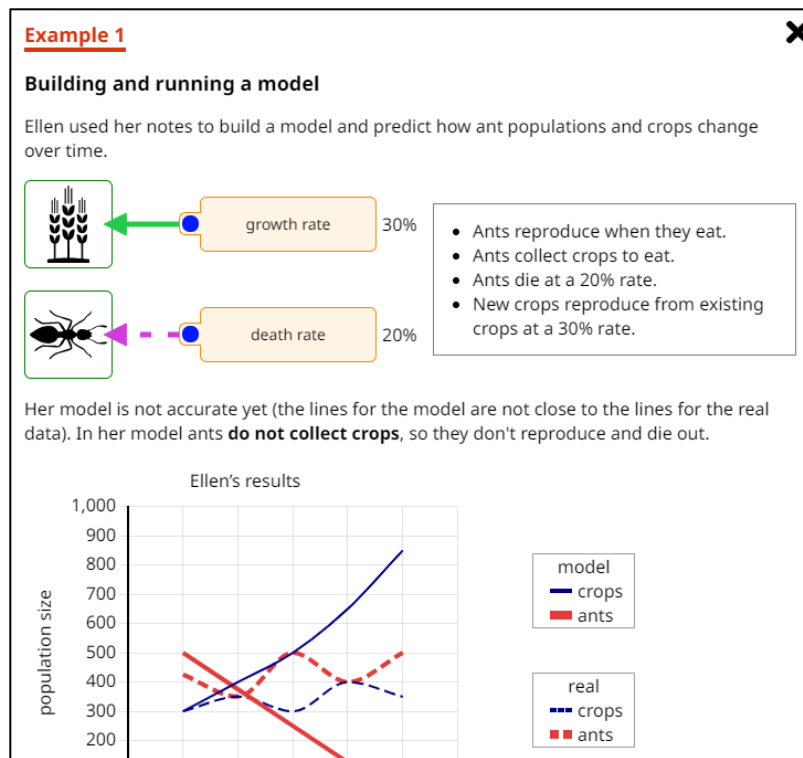 Example 1
Building and running a model
Ellen used her notes to build a model and predict how ant populations and crops change
over time.
growth rate
30%
death rate
20%
• Ants reproduce when they eat.
• Ants collect crops to eat.
• Ants die at a 20% rate.
• New crops reproduce from existing
crops at a 30% rate.
Her model is not accurate yet (the lines for the model are not close to the lines for the real
data). In her model ants do not collect crops, so they don't reproduce and die out.
Ellen's results
population size
1,000
900
800
700
600
500
400
300
200
model
crops
ants
real
crops
ants